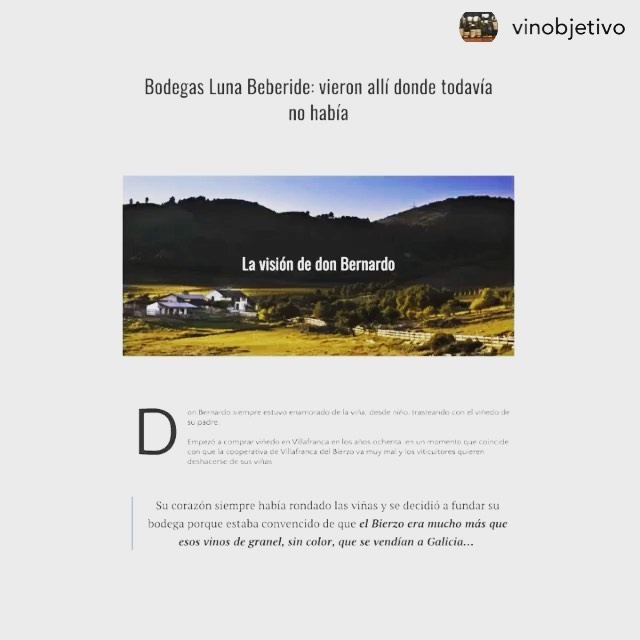 vinobjetivo
Bodegas Luna Beberide: vieron allí donde todavía
no había
La visión de don Bernardo
Don Bernardo siempre estuvo enamorado de la viña, desde niño, trasteando con el viñedo de
su padre.
Empezó a comprar viñedo en Villafranca en los años ochenta, en un momento que coincide
con que la cooperativa de Villafranca del Bierzo va muy mal y los viticultores quieren
deshacerse de sus viñas
Su corazón siempre había rondado las viñas y se decidió a fundar su
bodega porque estaba convencido de que el Bierzo era mucho más que
esos vinos de granel, sin color, que se vendían a Galicia...